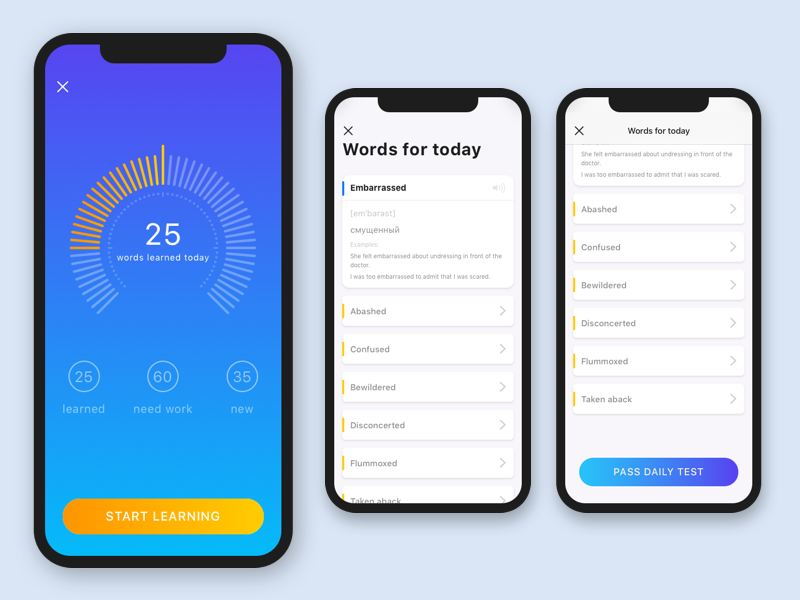 25
words learned today
25
60
35
learned
need work
new
START LEARNING
Words for today
Embarrassed
[em'barast]
смущенный
Examples:
She felt embarrassed about undressing in front of the
doctor.
I was too embarrassed to admit that I was scared.
Abashed
Confused
Bewildered
Disconcerted
Flummoxed
Taken aback
Words for today
She felt embarrassed about undressing in front of the
doctor.
I was too embarrassed to admit that I was scared.
Abashed
Confused
Bewildered
Disconcerted
Flummoxed
Taken aback
PASS DAILY TEST